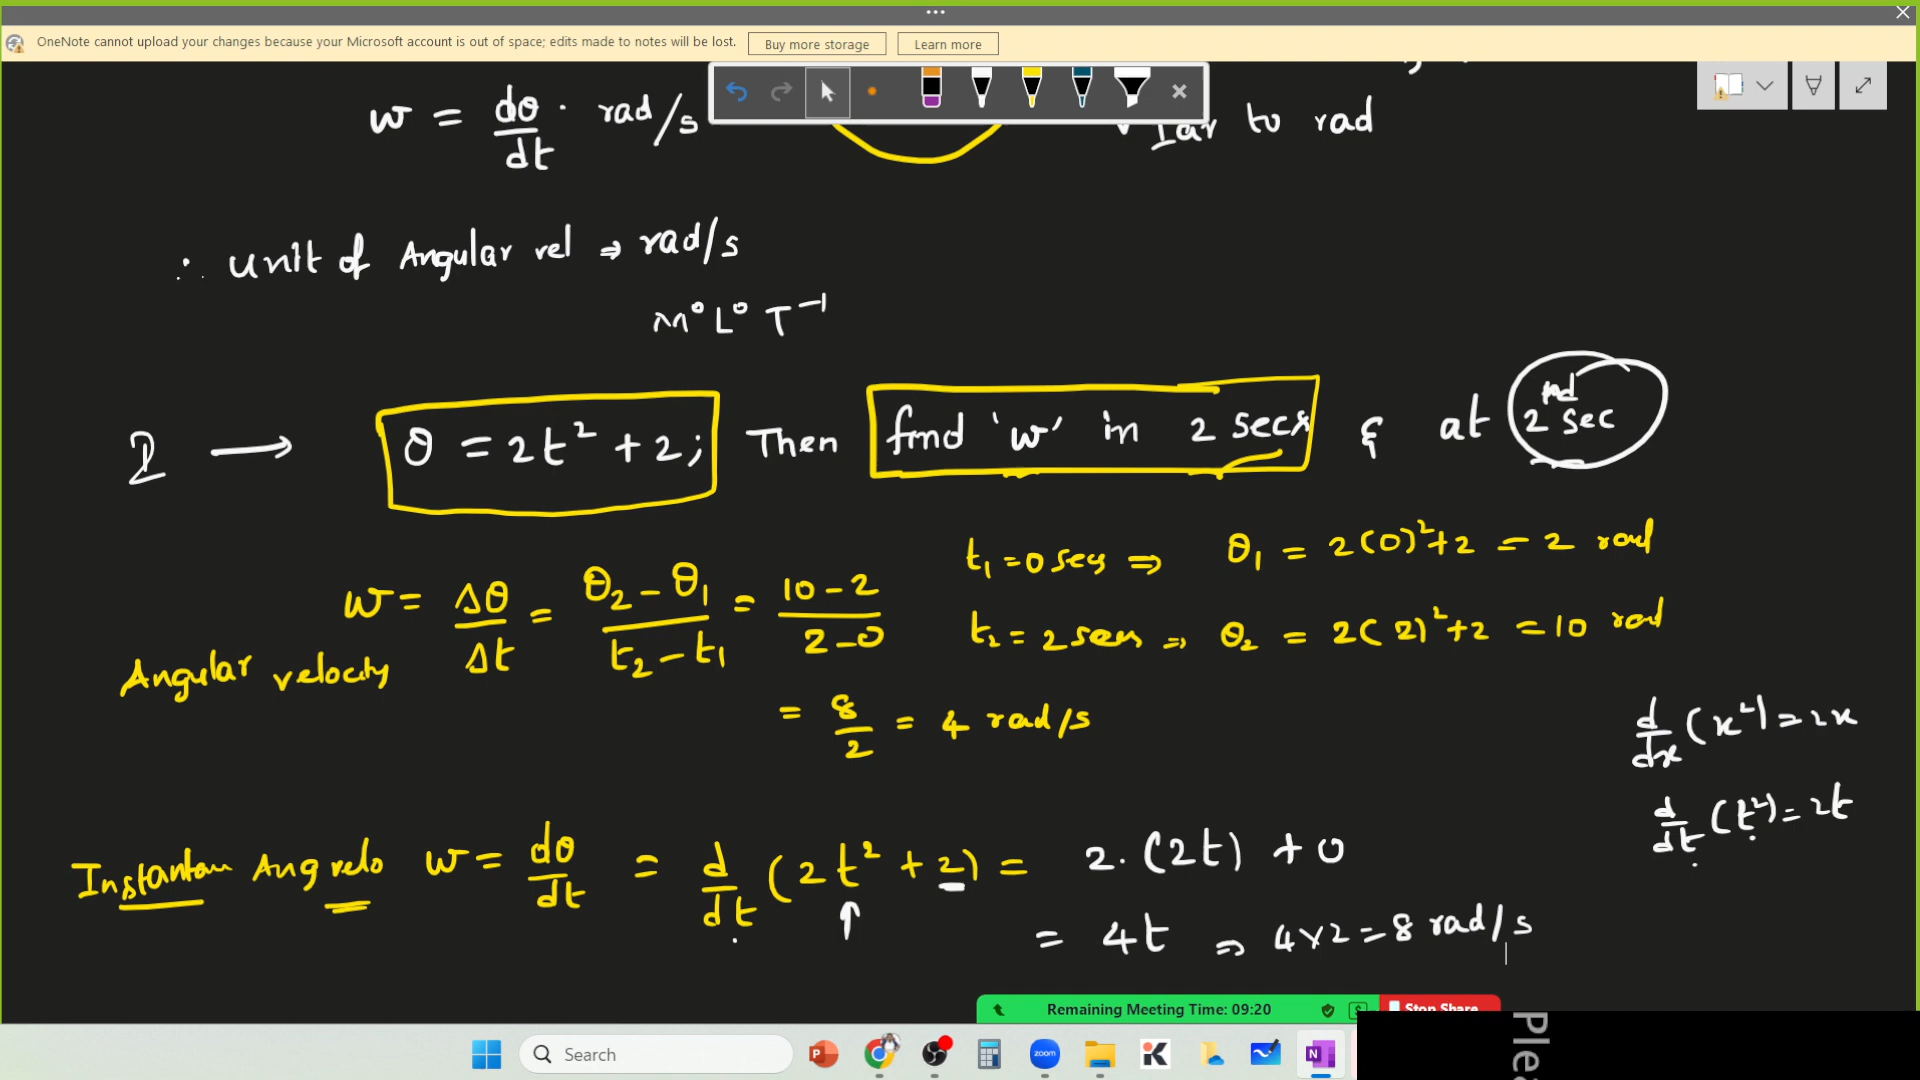 OneNote cannot upload your changes because your Microsoft account is out of space; edits made to notes will be lost. Buy more storage Learn more
w = dθ/dt · rad/s
to rad
∴ unit of Angular vel ⇒ rad/s
M⁰ L⁰ T⁻¹
→ θ = 2t² + 2; Then find 'w' in 2 secs & at 2nd sec
t₁ = 0 secs ⇒ θ₁ = 2(0)²+2 = 2 rad
w = Δθ/Δt = θ₂ - θ₁/t₂ - t₁ = 10 - 2/2 - 0
t₂ = 2 secs ⇒ θ₂ = 2(2)²+2 = 10 rad
Angular velocity
= 8/2 = 4 rad/s
d/dx (x²) = 2x
d/dt (t²) = 2t
Instantan Ang velo w = dθ/dt = d/dt (2t² + 2) = 2·(2t) + 0
= 4t ⇒ 4×2 = 8 rad/s
Remaining Meeting Time: 09:20 Stop Share
Search
zoom